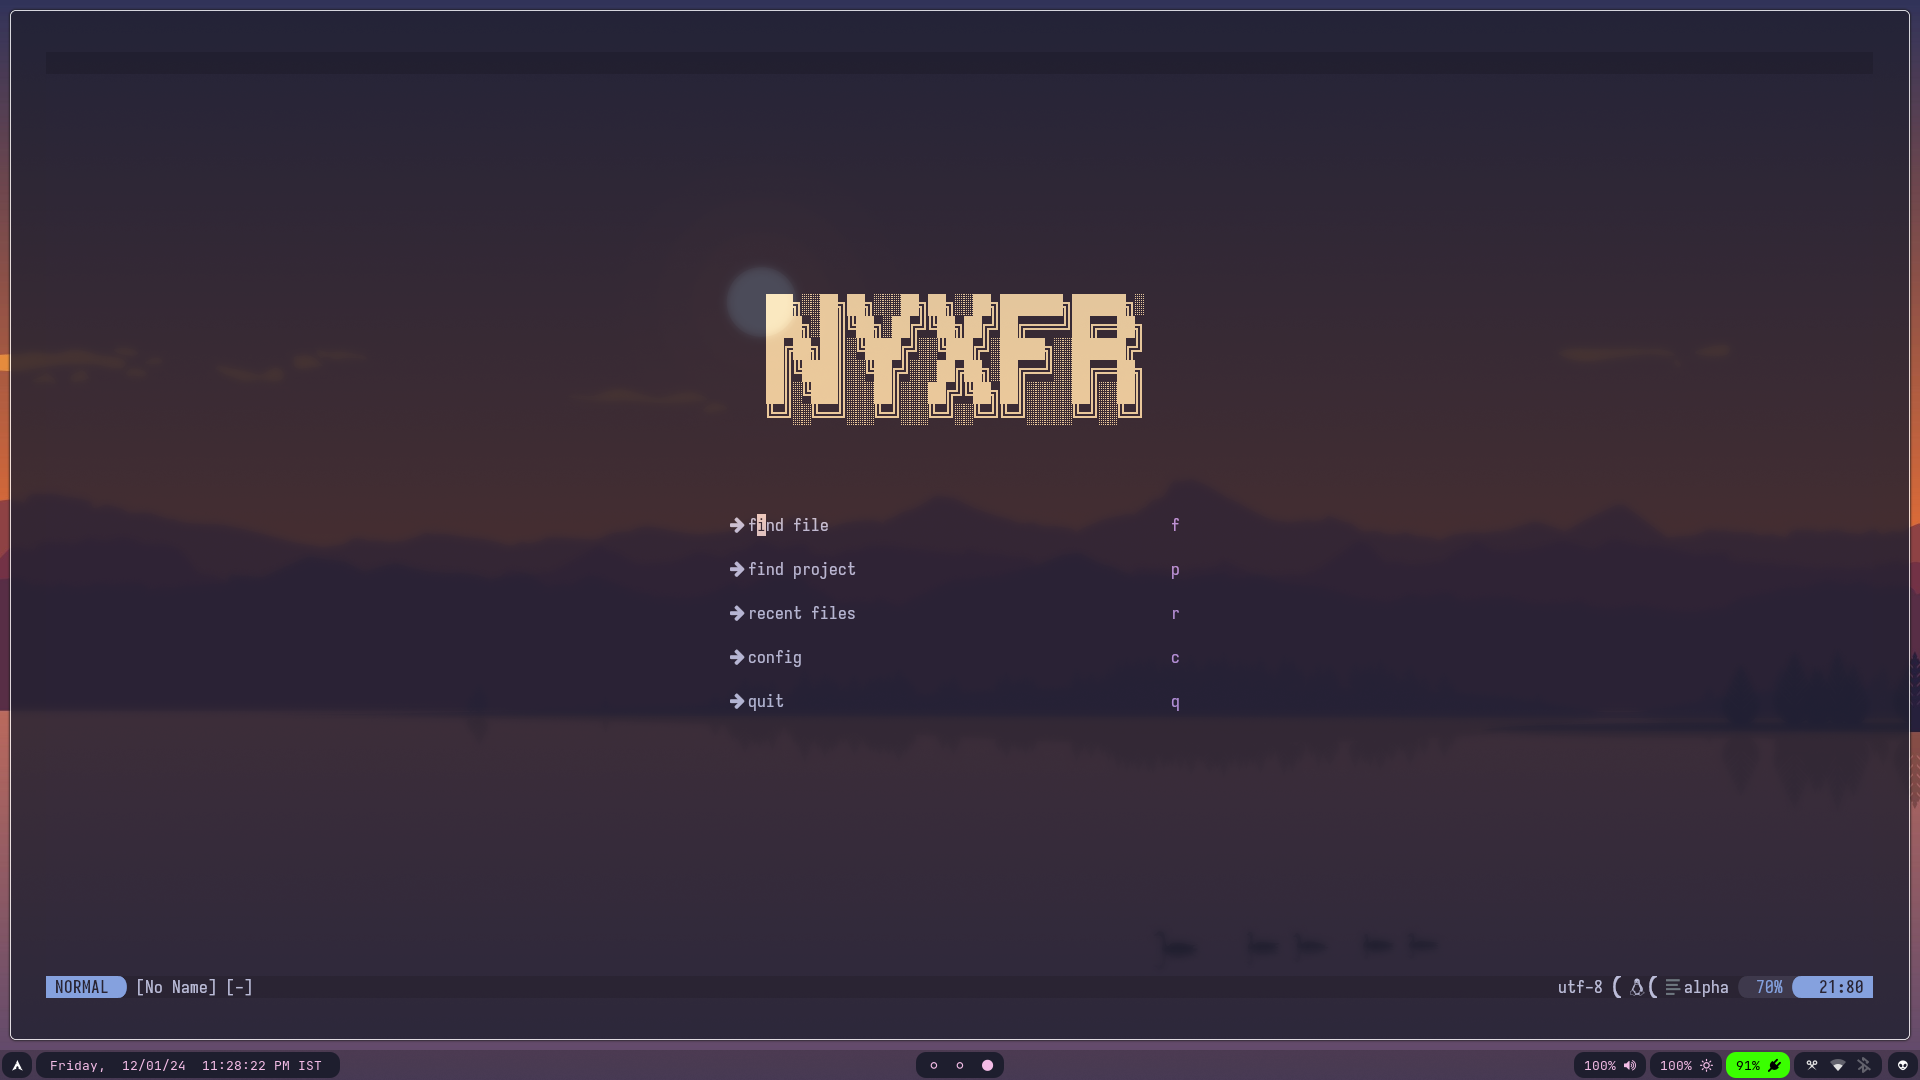 NYXFR
find file f
find project p
recent files r
config c
quit q
NORMAL [No Name] [-] utf-8 alpha 70% 21:80
Friday, 12/01/24 11:28:22 PM IST 100% 100% 91%